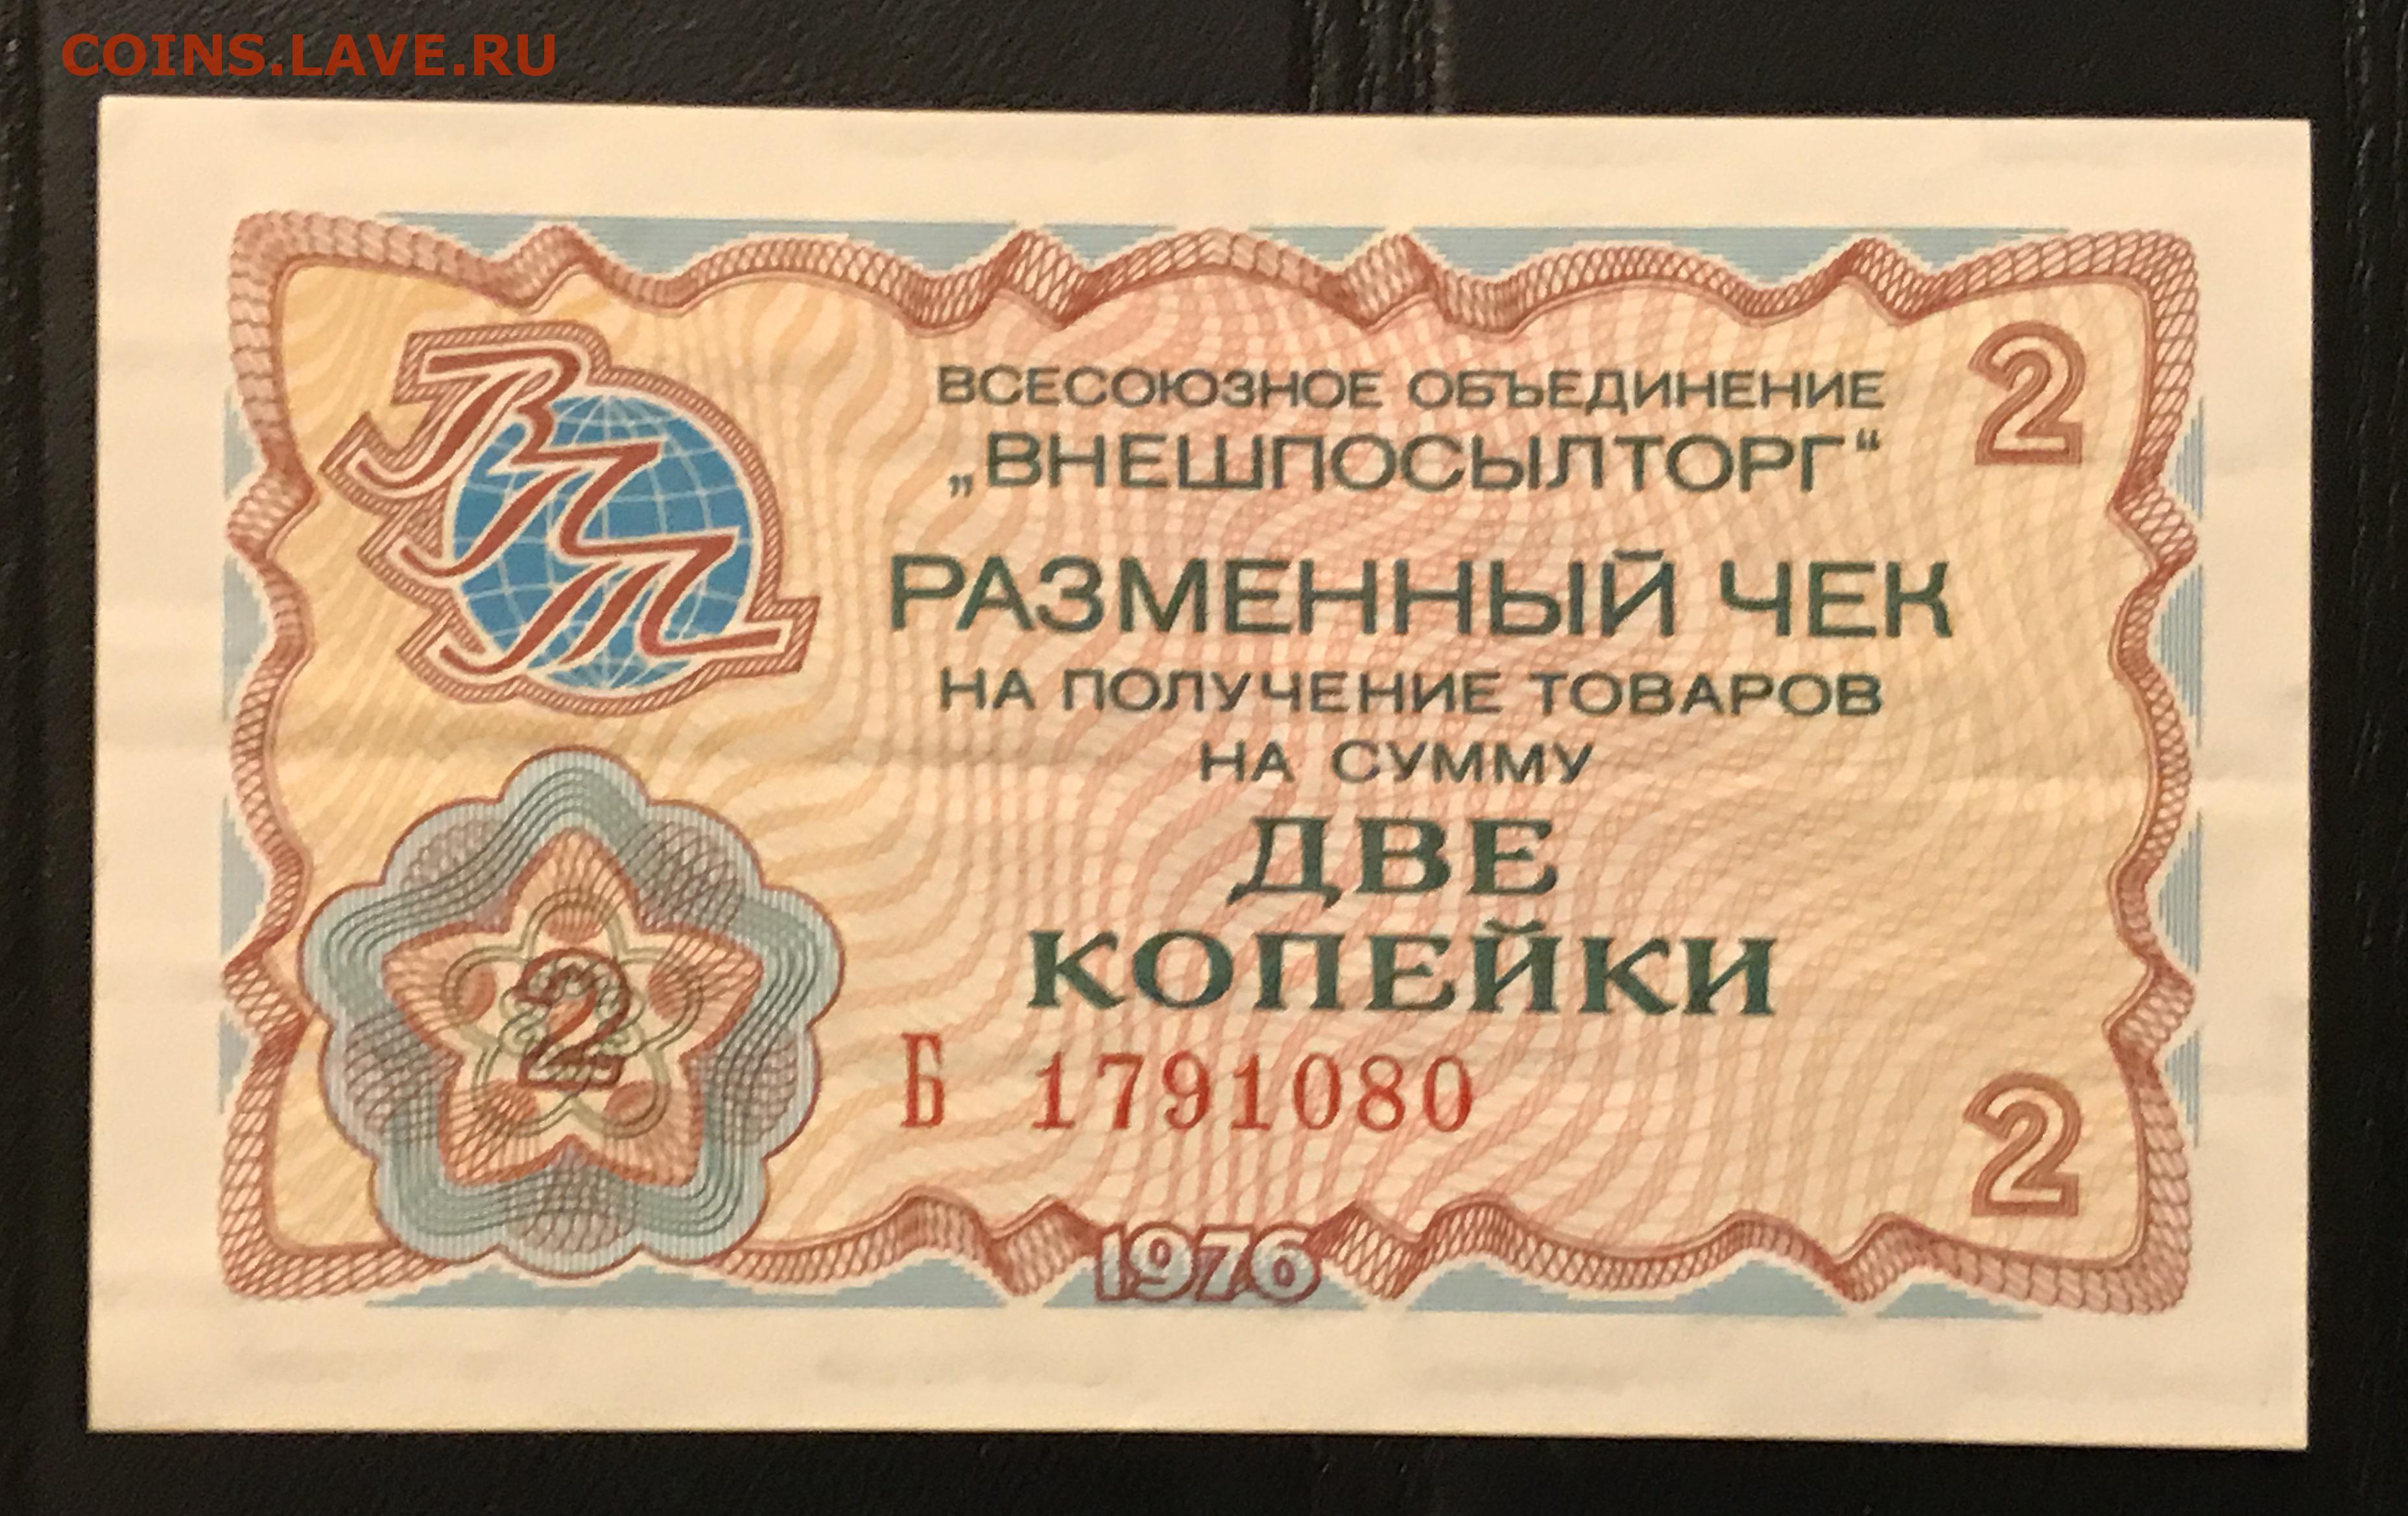 COINS.LAVE.RU
ВПТ
ВСЕСОЮЗНОЕ ОБЪЕДИНЕНИЕ
2
„ВНЕШПОСЫЛТОРГ“
РАЗМЕННЫЙ ЧЕК
НА ПОЛУЧЕНИЕ ТОВАРОВ
НА СУММУ
ДВЕ
КОПЕЙКИ
2
Б 1791080
2
1976